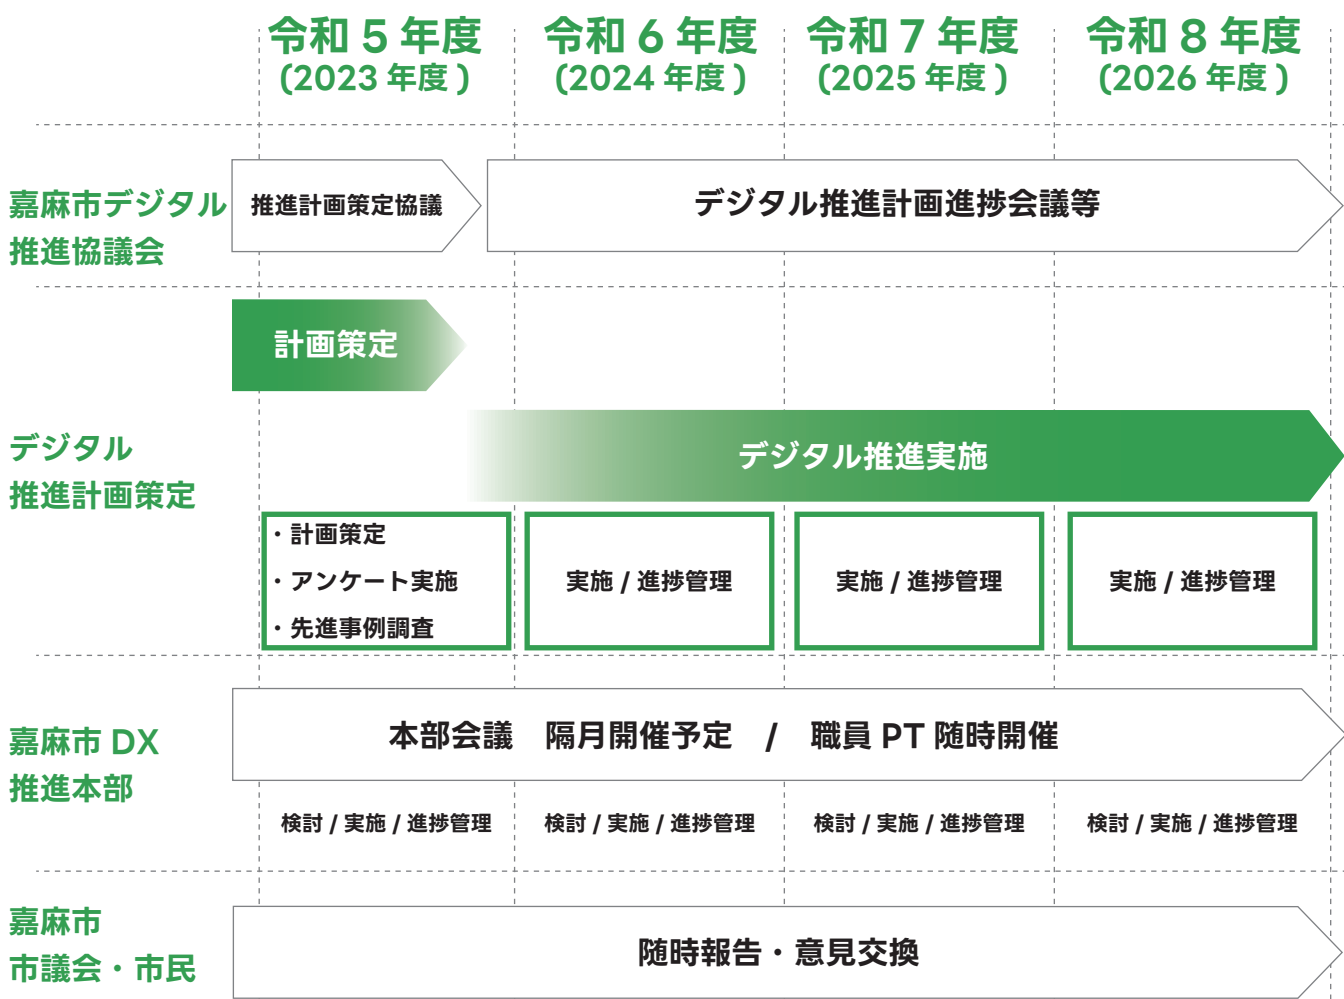 令和 5 年度
(2023 年度 )
令和 6 年度
(2024 年度 )
令和 7 年度
(2025 年度 )
令和 8 年度
(2026 年度 )
嘉麻市デジタル
推進協議会
推進計画策定協議
デジタル推進計画進捗会議等
計画策定
デジタル推進実施
デジタル
推進計画策定
・計画策定
・アンケート実施
・先進事例調査
実施 / 進捗管理
実施 / 進捗管理
実施 / 進捗管理
嘉麻市 DX
推進本部
本部会議　隔月開催予定　/　職員 PT 随時開催
検討 / 実施 / 進捗管理
検討 / 実施 / 進捗管理
検討 / 実施 / 進捗管理
検討 / 実施 / 進捗管理
嘉麻市
市議会・市民
随時報告・意見交換